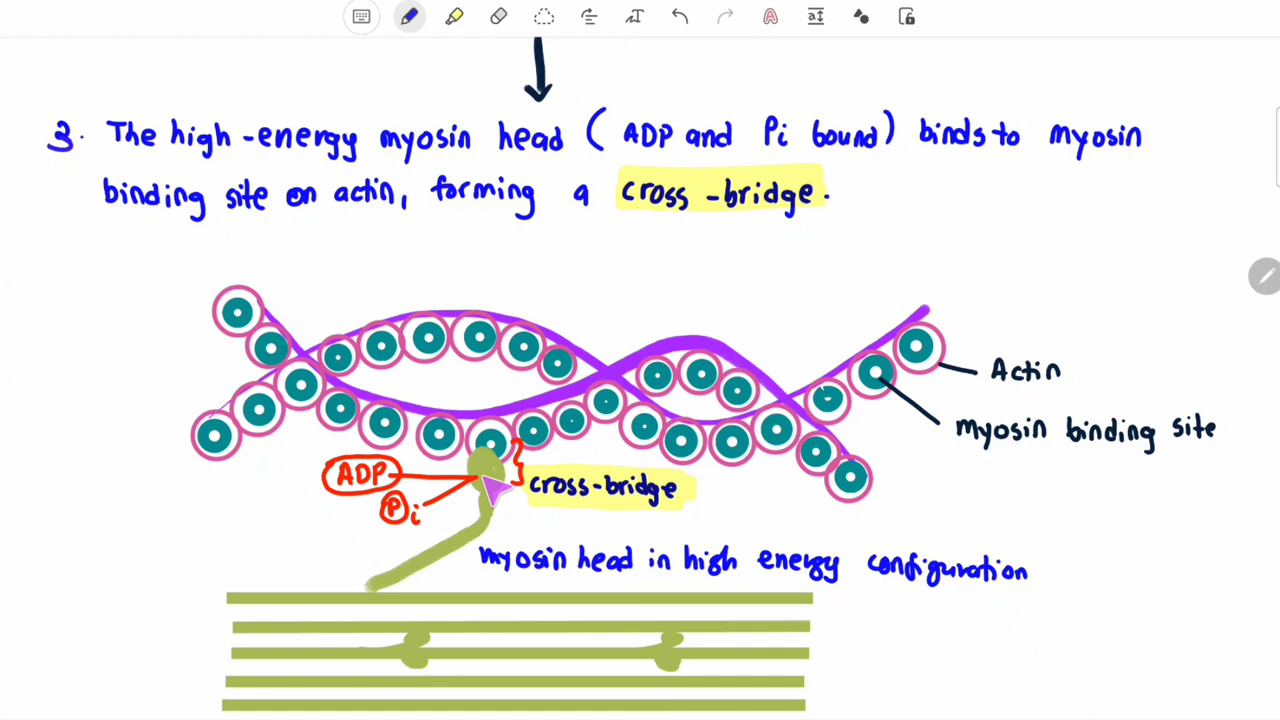 3. The high-energy myosin head (ADP and Pi bound) binds to myosin
binding site on actin, forming a cross-bridge.
Actin
myosin binding site
ADP
Pi
cross-bridge
myosin head in high energy configuration